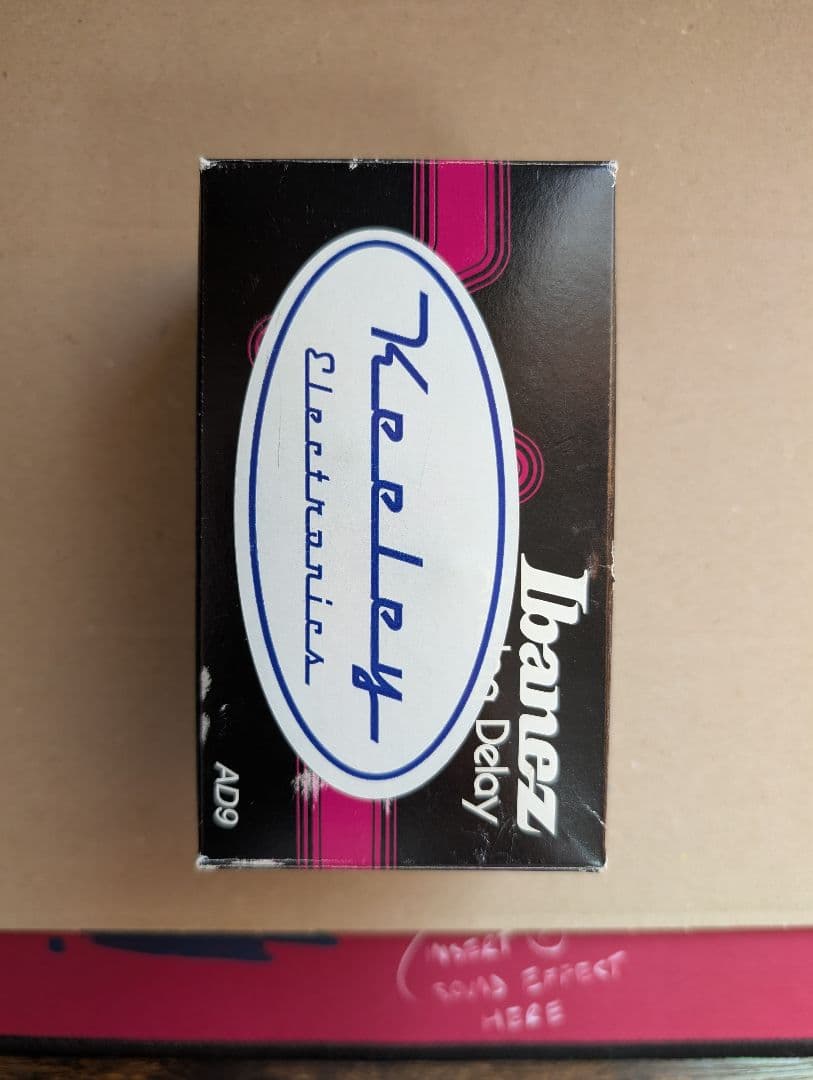 Keeley
Electronics
Ibanez
Delay
AD9
INSERT
SOUND EFFECT
HERE